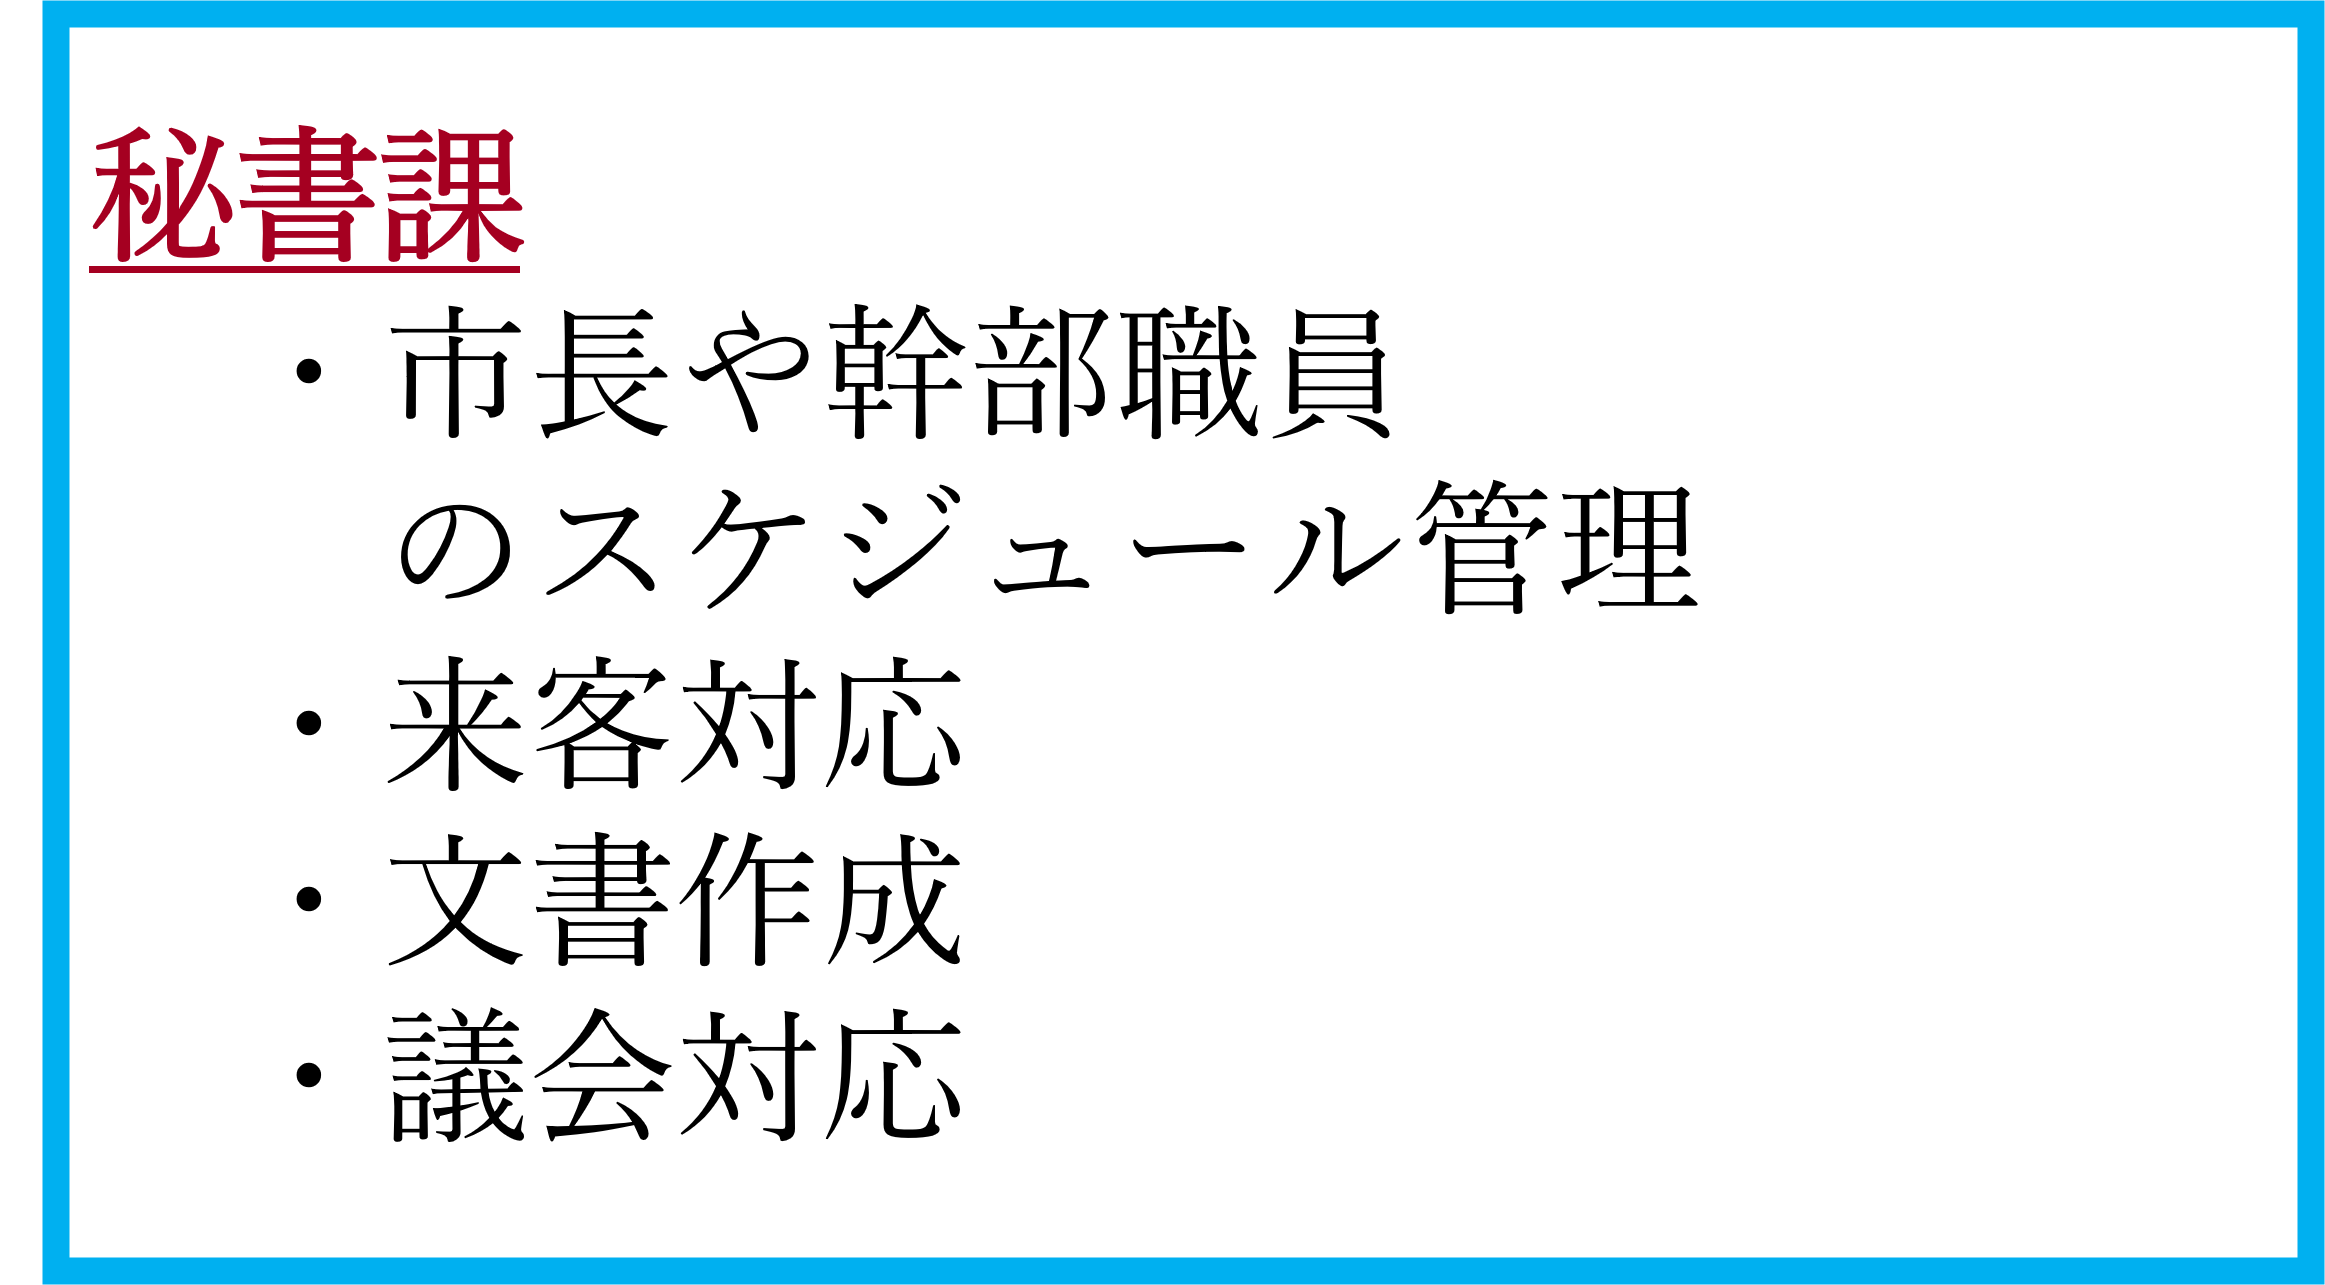 秘書課
・市長や幹部職員
のスケジュール管理
・来客対応
・文書作成
・議会対応